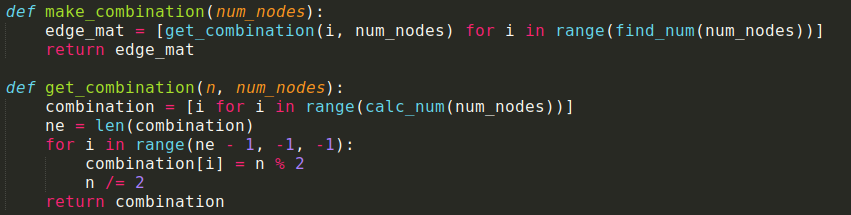 def make_combination(num_nodes):
    edge_mat = [get_combination(i, num_nodes) for i in range(find_num(num_nodes))]
    return edge_mat

def get_combination(n, num_nodes):
    combination = [i for i in range(calc_num(num_nodes))]
    ne = len(combination)
    for i in range(ne - 1, -1, -1):
        combination[i] = n % 2
        n /= 2
    return combination